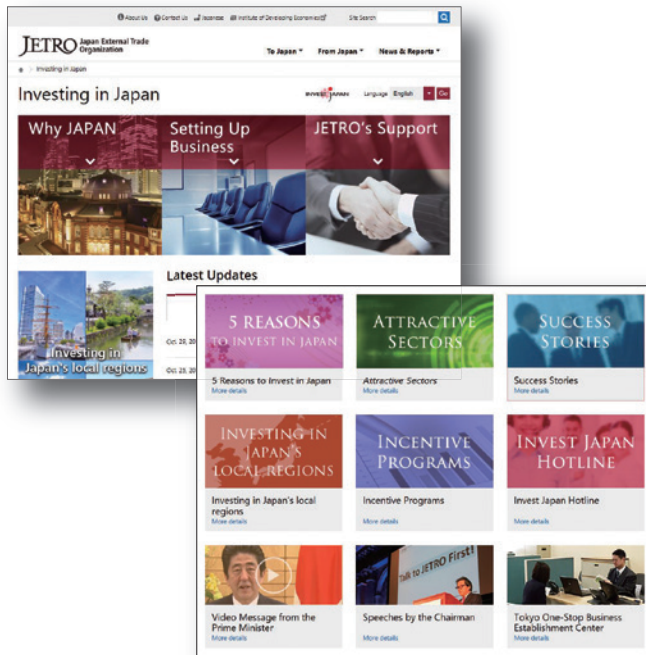 About Us Contact Us Japanese Institute of Developing Economies Site Search
JETRO Japan External Trade
Organization
To Japan From Japan News & Reports
> Investing in Japan
Investing in Japan
INVEST JAPAN Language English Go
Why JAPAN
Setting Up
Business
JETRO's Support
Investing in
Japan's local regions
Latest Updates
Oct 28, 20
Oct 28, 20
5 REASONS
TO INVEST IN JAPAN
5 Reasons to Invest in Japan
More details
ATTRACTIVE
SECTORS
Attractive Sectors
More details
SUCCESS
STORIES
Success Stories
More details
INVESTING IN
JAPAN'S
LOCAL REGIONS
Investing in Japan's local
regions
More details
INCENTIVE
PROGRAMS
Incentive Programs
More details
INVEST JAPAN
HOTLINE
Invest Japan Hotline
More details
Video Message from the
Prime Minister
More details
Talk to JETRO First!
Speeches by the Chairman
More details
Tokyo One-Stop Business
Establishment Center
More details